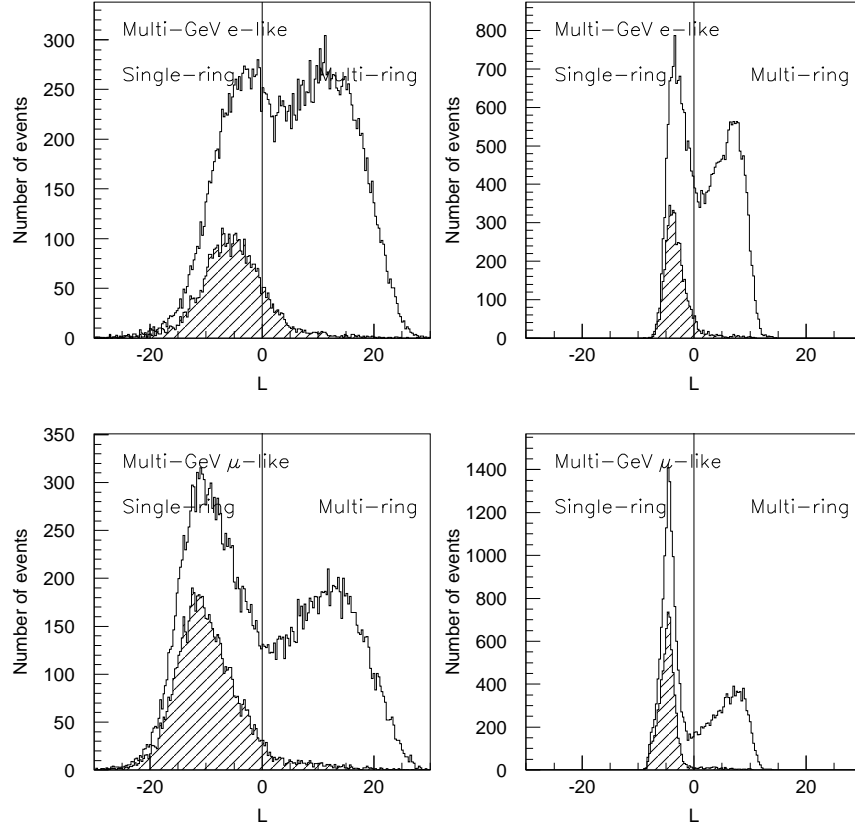 Multi-GeV e-like
Single-ring
Multi-ring
Number of events
300
250
200
150
100
50
0
-20
0
20
L
Multi-GeV e-like
Single-ring
Multi-ring
Number of events
800
700
600
500
400
300
200
100
0
-20
0
20
L
Multi-GeV μ-like
Single-ring
Multi-ring
Number of events
350
300
250
200
150
100
50
0
-20
0
20
L
Multi-GeV μ-like
Single-ring
Multi-ring
Number of events
1400
1200
1000
800
600
400
200
0
-20
0
20
L